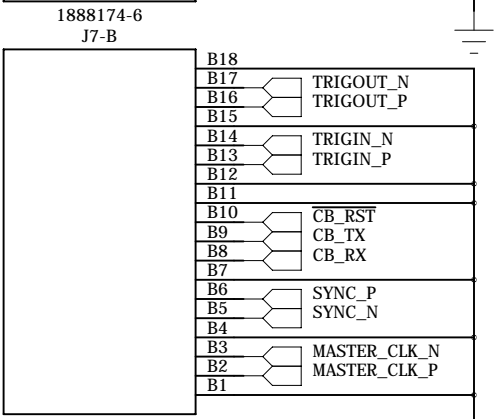 1888174-6
J7-B
B18
B17 TRIGOUT_N
B16 TRIGOUT_P
B15
B14 TRIGIN_N
B13 TRIGIN_P
B12
B11
B10 CB_RST
B9 CB_TX
B8 CB_RX
B7
B6 SYNC_P
B5 SYNC_N
B4
B3 MASTER_CLK_N
B2 MASTER_CLK_P
B1